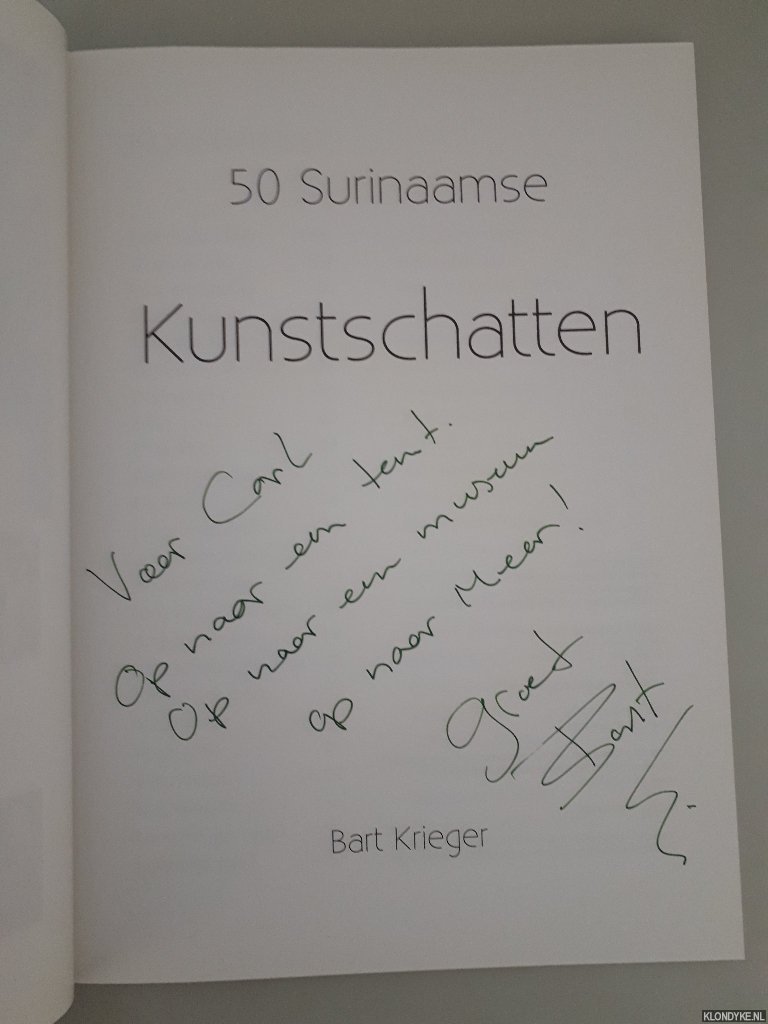 50 Surinaamse
Kunstschatten
Voor Carl
Op naar een tent.
Op naar een museum
op naar Meer!
groet
Bart
K.
Bart Krieger
KLONDYKE.NL